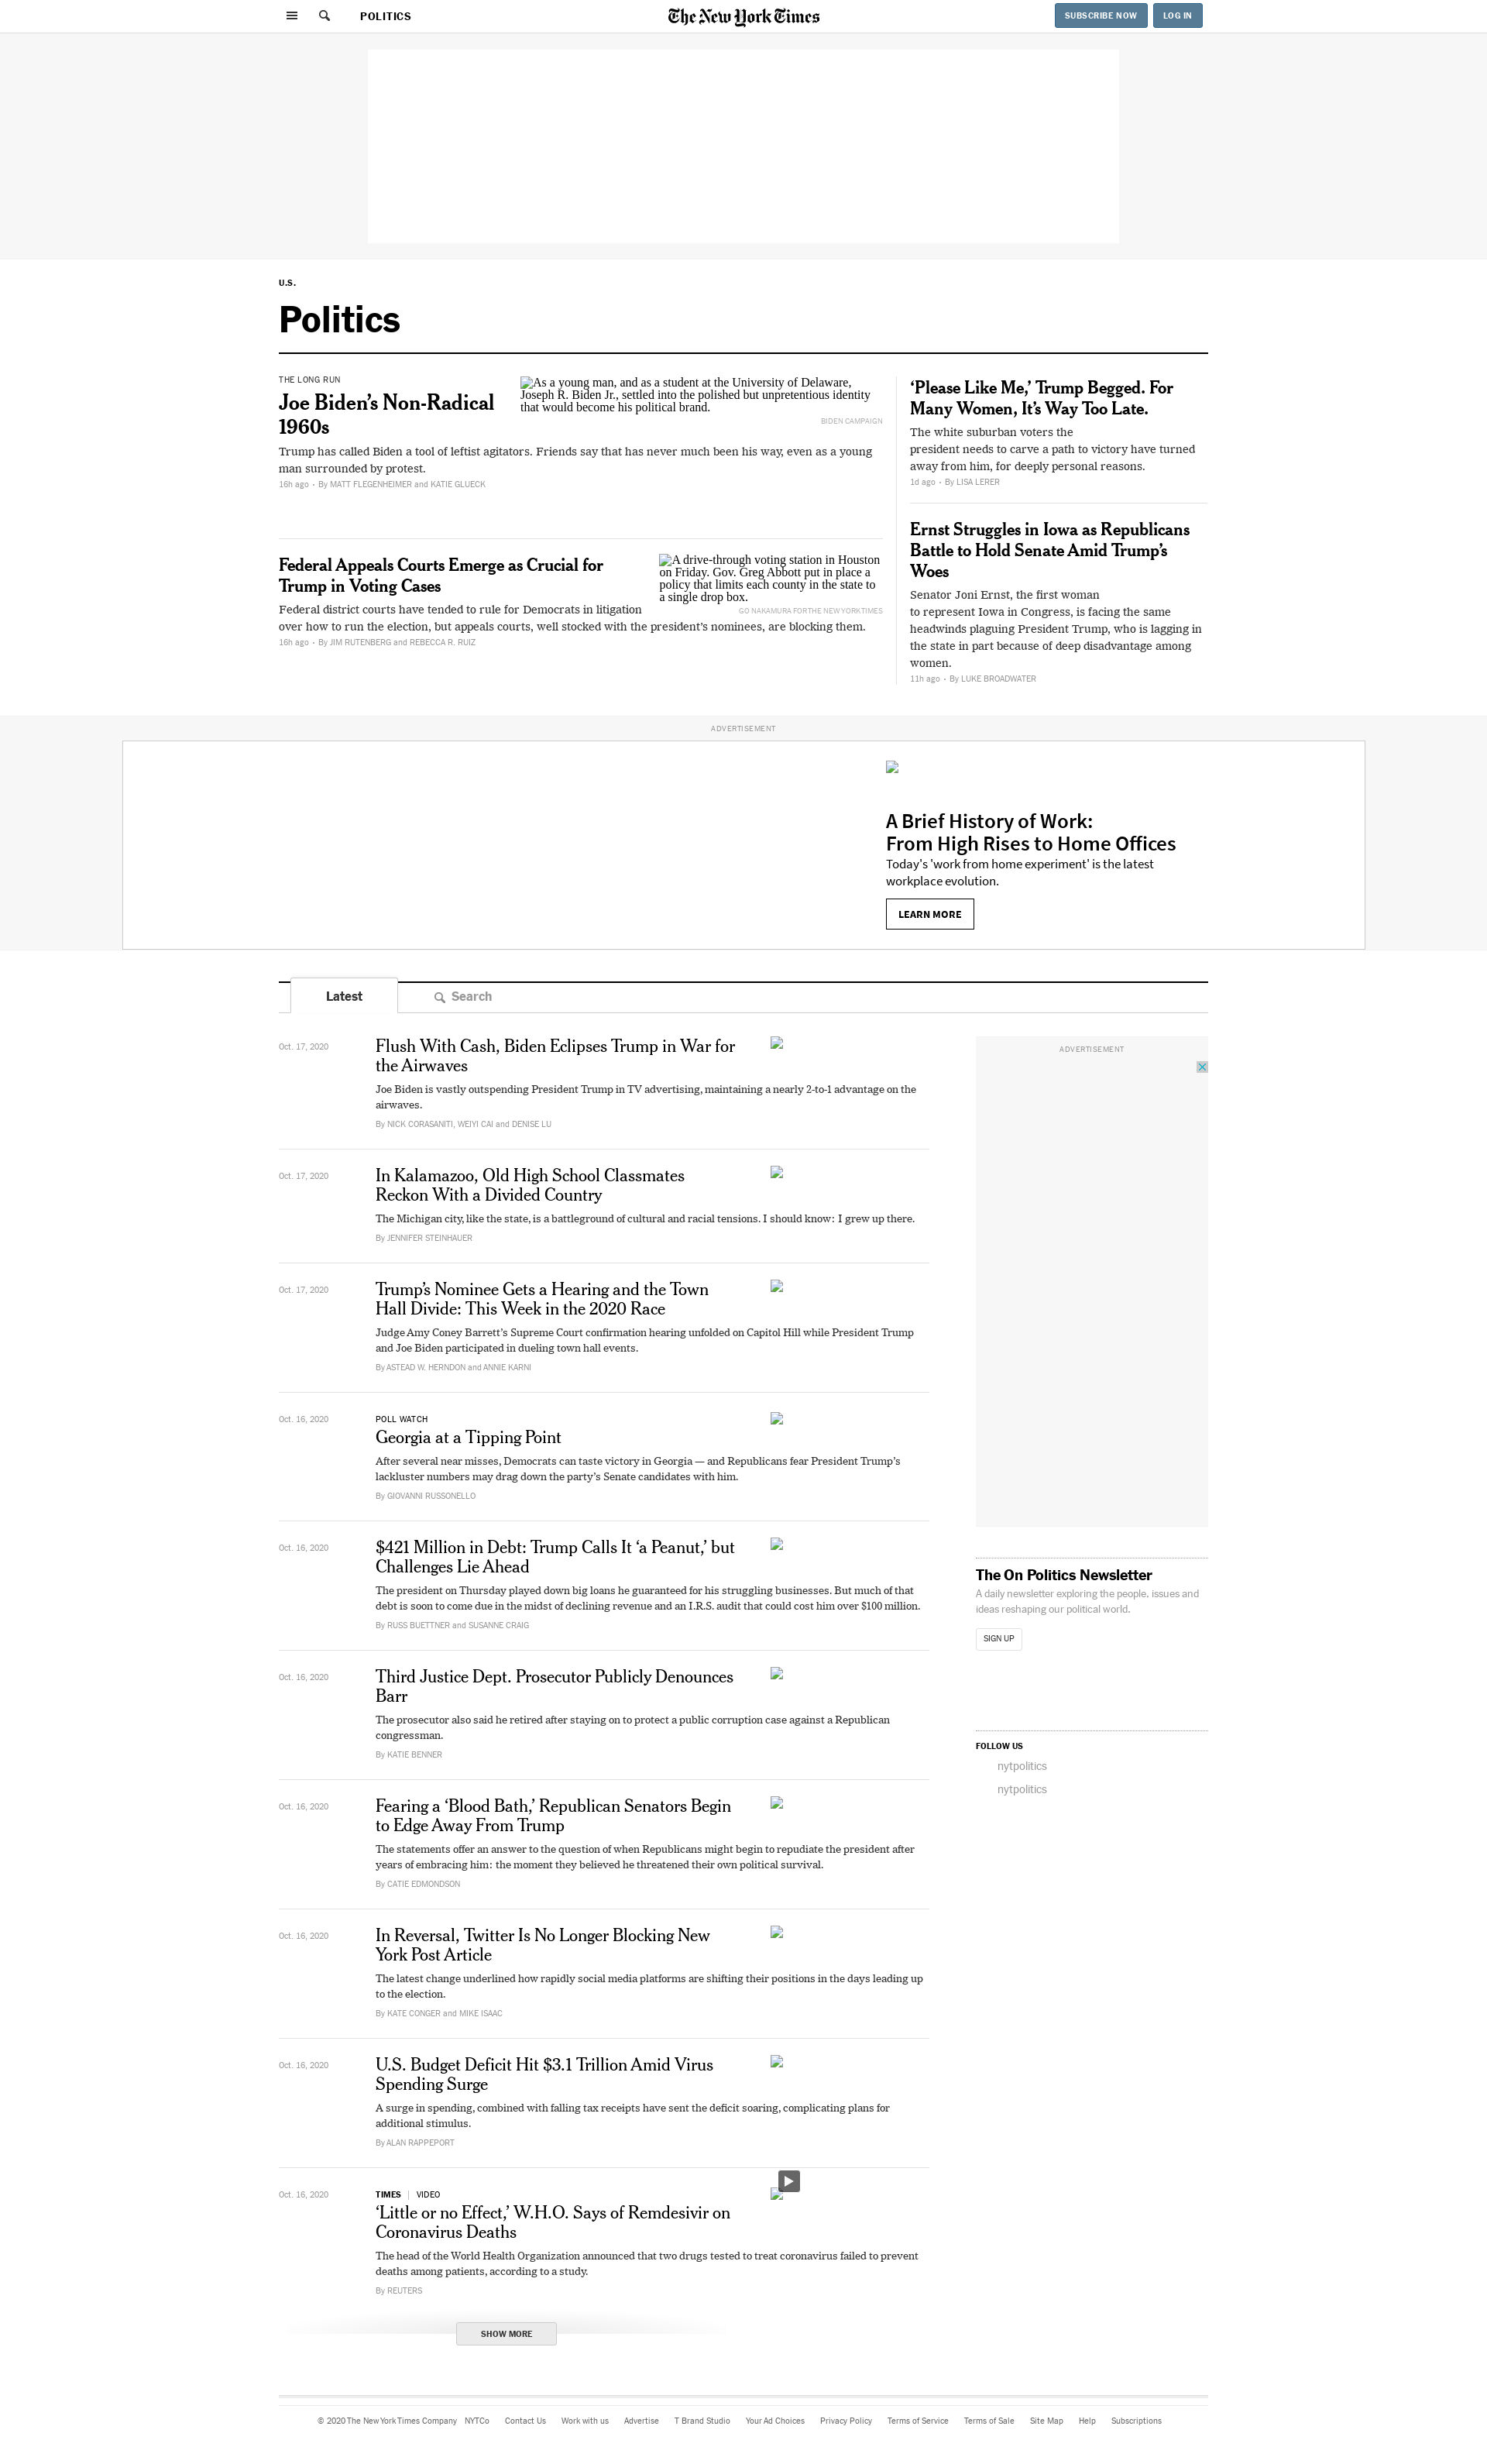 POLITICS
The New York Times
SUBSCRIBE NOW
LOG IN
U.S.
Politics
THE LONG RUN
Joe Biden’s Non-Radical
1960s
As a young man, and as a student at the University of Delaware,
Joseph R. Biden Jr., settled into the polished but unpretentious identity
that would become his political brand.
BIDEN CAMPAIGN
Trump has called Biden a tool of leftist agitators. Friends say that has never much been his way, even as a young
man surrounded by protest.
16h ago • By MATT FLEGENHEIMER and KATIE GLUECK
Federal Appeals Courts Emerge as Crucial for
Trump in Voting Cases
A drive-through voting station in Houston
on Friday. Gov. Greg Abbott put in place a
policy that limits each county in the state to
a single drop box.
GO NAKAMURA FOR THE NEW YORK TIMES
Federal district courts have tended to rule for Democrats in litigation
over how to run the election, but appeals courts, well stocked with the president’s nominees, are blocking them.
16h ago • By JIM RUTENBERG and REBECCA R. RUIZ
‘Please Like Me,’ Trump Begged. For
Many Women, It’s Way Too Late.
The white suburban voters the
president needs to carve a path to victory have turned
away from him, for deeply personal reasons.
1d ago • By LISA LERER
Ernst Struggles in Iowa as Republicans
Battle to Hold Senate Amid Trump’s
Woes
Senator Joni Ernst, the first woman
to represent Iowa in Congress, is facing the same
headwinds plaguing President Trump, who is lagging in
the state in part because of deep disadvantage among
women.
11h ago • By LUKE BROADWATER
ADVERTISEMENT
A Brief History of Work:
From High Rises to Home Offices
Today's 'work from home experiment' is the latest
workplace evolution.
LEARN MORE
Latest
Search
Oct. 17, 2020
Flush With Cash, Biden Eclipses Trump in War for
the Airwaves
Joe Biden is vastly outspending President Trump in TV advertising, maintaining a nearly 2-to-1 advantage on the
airwaves.
By NICK CORASANITI, WEIYI CAI and DENISE LU
Oct. 17, 2020
In Kalamazoo, Old High School Classmates
Reckon With a Divided Country
The Michigan city, like the state, is a battleground of cultural and racial tensions. I should know: I grew up there.
By JENNIFER STEINHAUER
Oct. 17, 2020
Trump’s Nominee Gets a Hearing and the Town
Hall Divide: This Week in the 2020 Race
Judge Amy Coney Barrett’s Supreme Court confirmation hearing unfolded on Capitol Hill while President Trump
and Joe Biden participated in dueling town hall events.
By ASTEAD W. HERNDON and ANNIE KARNI
Oct. 16, 2020
POLL WATCH
Georgia at a Tipping Point
After several near misses, Democrats can taste victory in Georgia — and Republicans fear President Trump’s
lackluster numbers may drag down the party’s Senate candidates with him.
By GIOVANNI RUSSONELLO
Oct. 16, 2020
$421 Million in Debt: Trump Calls It ‘a Peanut,’ but
Challenges Lie Ahead
The president on Thursday played down big loans he guaranteed for his struggling businesses. But much of that
debt is soon to come due in the midst of declining revenue and an I.R.S. audit that could cost him over $100 million.
By RUSS BUETTNER and SUSANNE CRAIG
Oct. 16, 2020
Third Justice Dept. Prosecutor Publicly Denounces
Barr
The prosecutor also said he retired after staying on to protect a public corruption case against a Republican
congressman.
By KATIE BENNER
Oct. 16, 2020
Fearing a ‘Blood Bath,’ Republican Senators Begin
to Edge Away From Trump
The statements offer an answer to the question of when Republicans might begin to repudiate the president after
years of embracing him: the moment they believed he threatened their own political survival.
By CATIE EDMONDSON
Oct. 16, 2020
In Reversal, Twitter Is No Longer Blocking New
York Post Article
The latest change underlined how rapidly social media platforms are shifting their positions in the days leading up
to the election.
By KATE CONGER and MIKE ISAAC
Oct. 16, 2020
U.S. Budget Deficit Hit $3.1 Trillion Amid Virus
Spending Surge
A surge in spending, combined with falling tax receipts have sent the deficit soaring, complicating plans for
additional stimulus.
By ALAN RAPPEPORT
Oct. 16, 2020
TIMES | VIDEO
‘Little or no Effect,’ W.H.O. Says of Remdesivir on
Coronavirus Deaths
The head of the World Health Organization announced that two drugs tested to treat coronavirus failed to prevent
deaths among patients, according to a study.
By REUTERS
SHOW MORE
ADVERTISEMENT
The On Politics Newsletter
A daily newsletter exploring the people, issues and
ideas reshaping our political world.
SIGN UP
FOLLOW US
nytpolitics
nytpolitics
© 2020 The New York Times Company NYTCo Contact Us Work with us Advertise T Brand Studio Your Ad Choices Privacy Policy Terms of Service Terms of Sale Site Map Help Subscriptions